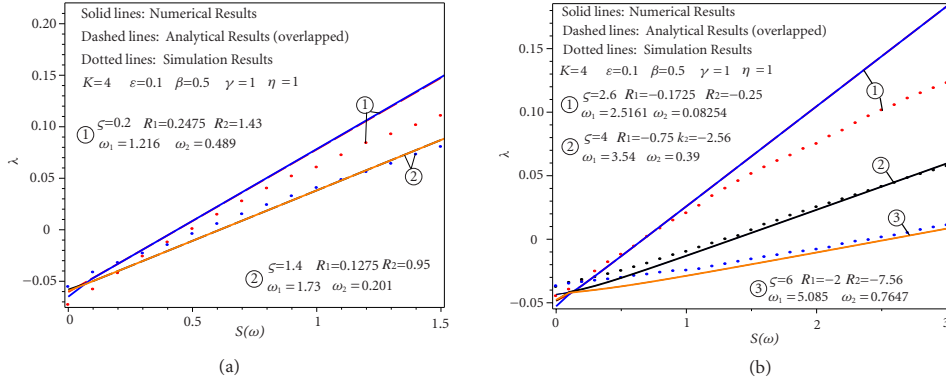 Solid lines: Numerical Results
Dashed lines: Analytical Results (overlapped)
Dotted lines: Simulation Results
K=4 ε=0.1 β=0.5 γ=1 η=1
1 ς=0.2 R1=0.2475 R2=1.43
ω1=1.216 ω2=0.489
1
2
2 ς=1.4 R1=0.1275 R2=0.95
ω1=1.73 ω2=0.201
0.20
0.15
0.10
0.05
0
−0.05
λ
0 0.5 1 1.5
S(ω)
(a)
Solid lines: Numerical Results
Dashed lines: Analytical Results (overlapped)
Dotted lines: Simulation Results
K=4 ε=0.1 β=0.5 γ=1 η=1
1 ς=2.6 R1=−0.1725 R2=−0.25
ω1=2.5161 ω2=0.08254
2 ς=4 R1=−0.75 k2=−2.56
ω1=3.54 ω2=0.39
1
2
3
3 ς=6 R1=−2 R2=−7.56
ω1=5.085 ω2=0.7647
0.15
0.10
0.05
0
−0.05
λ
0 1 2 3
S(ω)
(b)